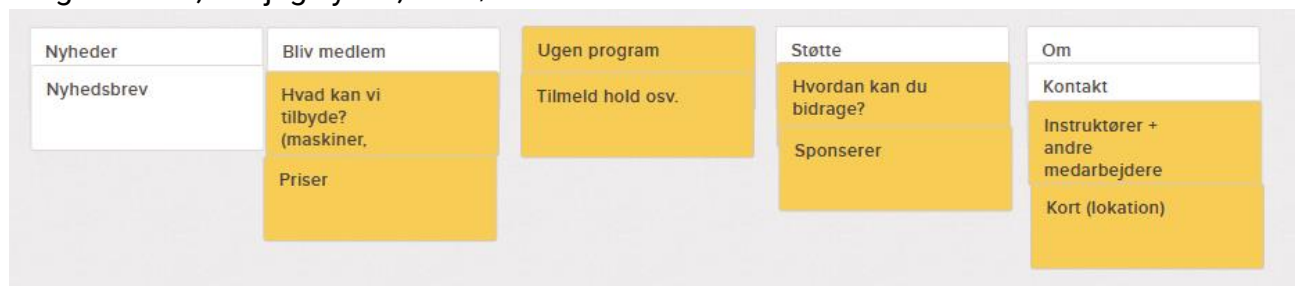 Nyheder
Nyhedsbrev
Bliv medlem
Hvad kan vi
tilbyde?
(maskiner,
Priser
Ugen program
Tilmeld hold osv.
Støtte
Hvordan kan du
bidrage?
Sponserer
Om
Kontakt
Instruktører +
andre
medarbejdere
Kort (lokation)